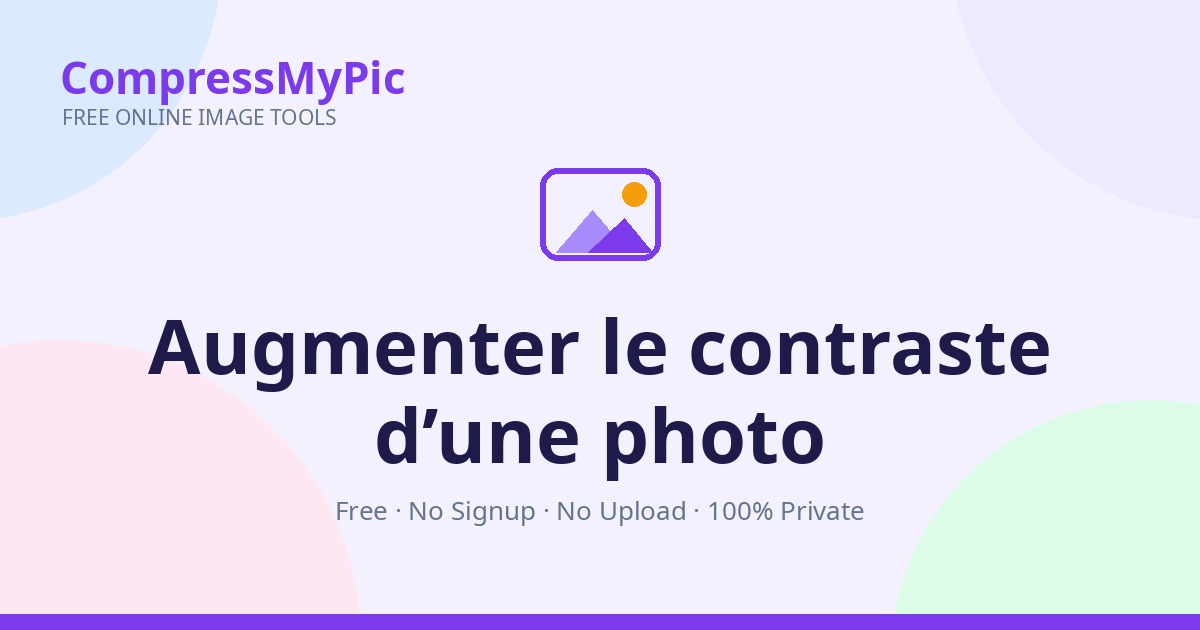 CompressMyPic
FREE ONLINE IMAGE TOOLS
Augmenter le contraste
d’une photo
Free · No Signup · No Upload · 100% Private